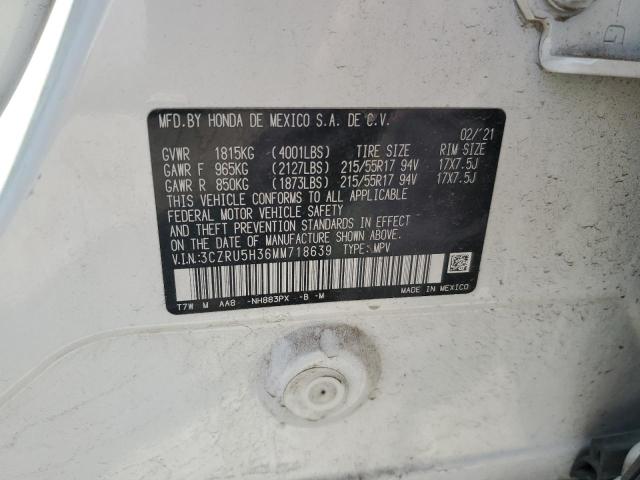 MFD.BY HONDA DE MEXICO S.A. DE C.V.
02/'21
GVWR 1815KG (4001LBS) TIRE SIZE RIM SIZE
GAWR F 965KG (2127LBS) 215/55R17 94V 17X7.5J
GAWR R 850KG (1873LBS) 215/55R17 94V 17X7.5J
THIS VEHICLE CONFORMS TO ALL APPLICABLE
FEDERAL MOTOR VEHICLE SAFETY
AND THEFT PREVENTION STANDARDS IN EFFECT
ON THE DATE OF MANUFACTURE SHOWN ABOVE.
V.I.N:3CZRU5H36MM718639 TYPE: MPV
T7W M AA8 -NH883PX -B -M
MADE IN MEXICO
G